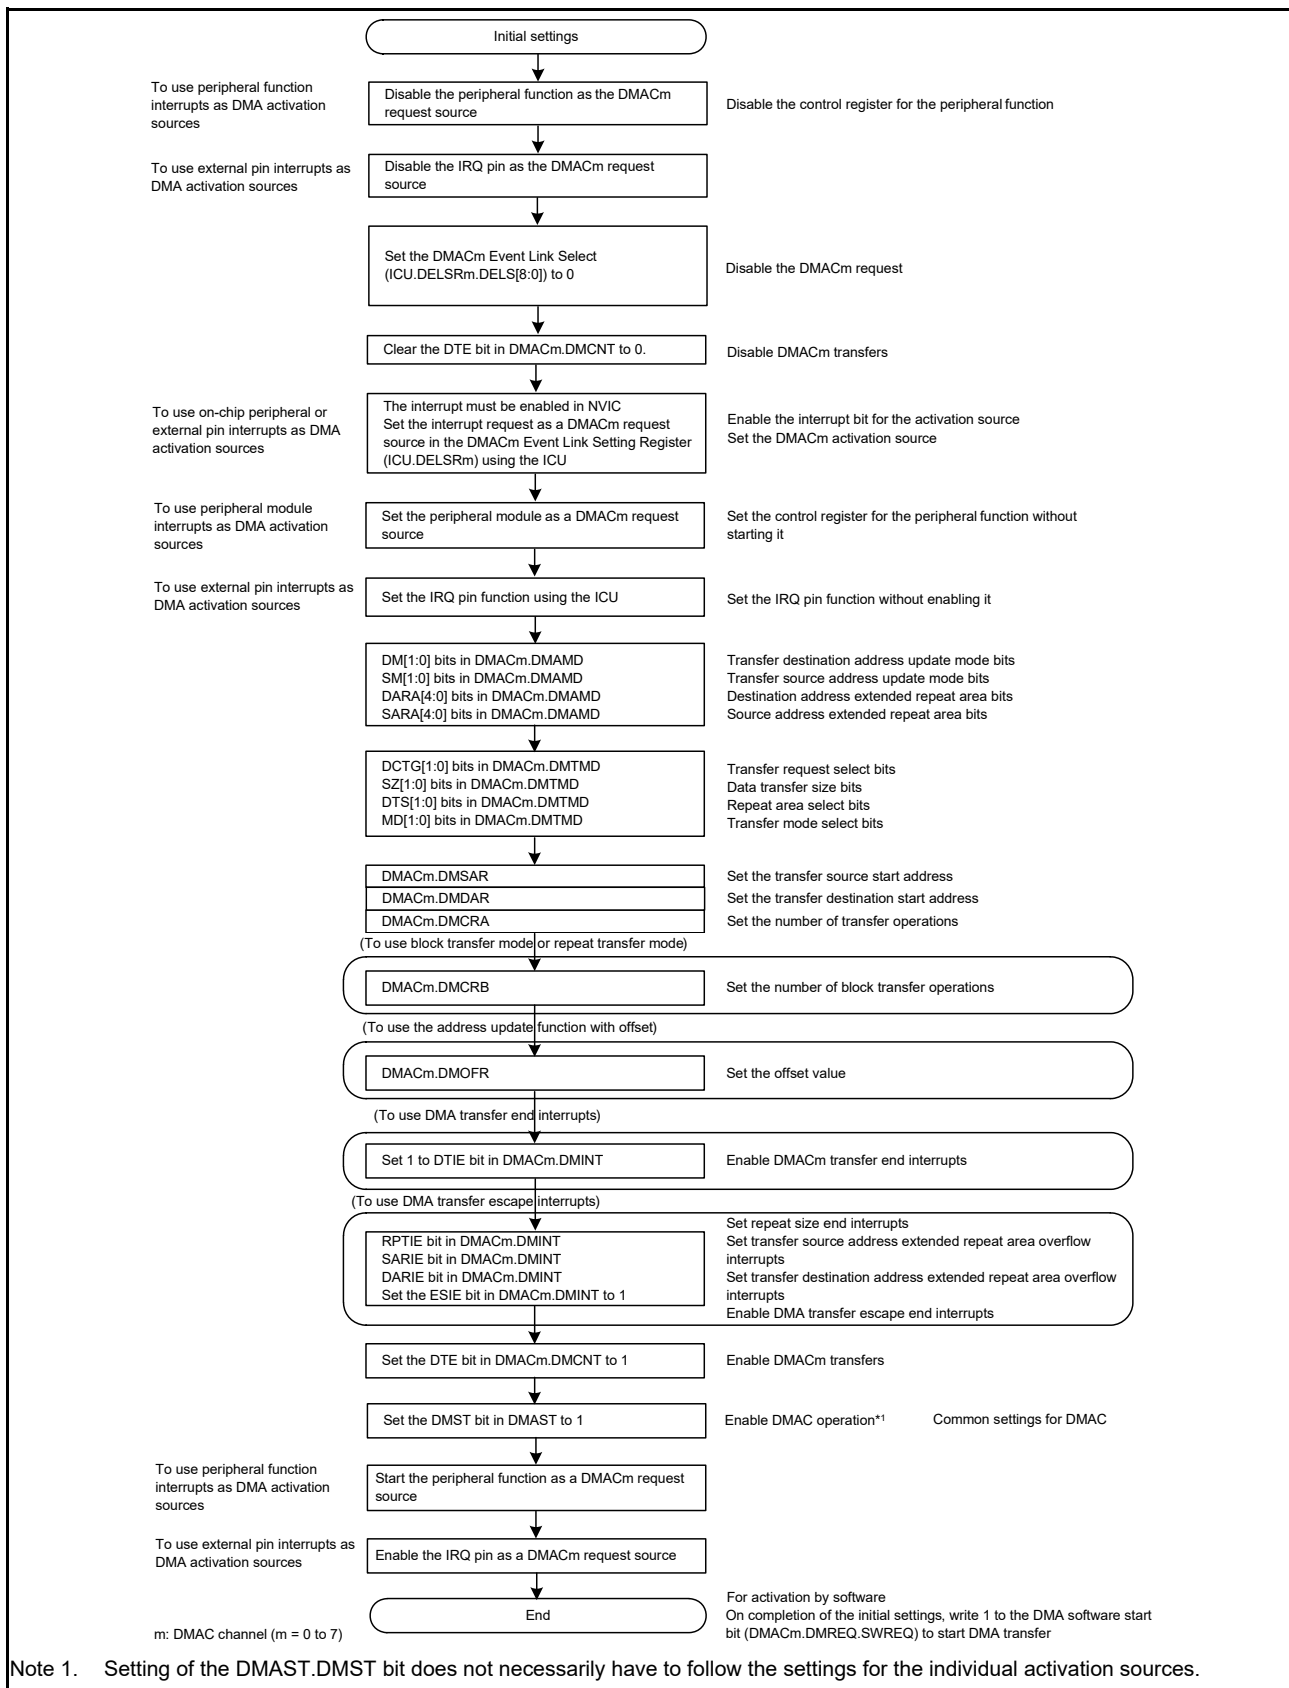 Initial settings
To use peripheral function
interrupts as DMA activation
sources
Disable the peripheral function as the DMACm
request source
Disable the control register for the peripheral function
To use external pin interrupts as
DMA activation sources
Disable the IRQ pin as the DMACm request
source
Set the DMACm Event Link Select
(ICU.DELSRm.DELS[8:0]) to 0
Disable the DMACm request
Clear the DTE bit in DMACm.DMCNT to 0.
Disable DMACm transfers
To use on-chip peripheral or
external pin interrupts as DMA
activation sources
The interrupt must be enabled in NVIC
Set the interrupt request as a DMACm request
source in the DMACm Event Link Setting Register
(ICU.DELSRm) using the ICU
Enable the interrupt bit for the activation source
Set the DMACm activation source
To use peripheral module
interrupts as DMA activation
sources
Set the peripheral module as a DMACm request
source
Set the control register for the peripheral function without
starting it
To use external pin interrupts as
DMA activation sources
Set the IRQ pin function using the ICU
Set the IRQ pin function without enabling it
DM[1:0] bits in DMACm.DMAMD
SM[1:0] bits in DMACm.DMAMD
DARA[4:0] bits in DMACm.DMAMD
SARA[4:0] bits in DMACm.DMAMD
Transfer destination address update mode bits
Transfer source address update mode bits
Destination address extended repeat area bits
Source address extended repeat area bits
DCTG[1:0] bits in DMACm.DMTMD
SZ[1:0] bits in DMACm.DMTMD
DTS[1:0] bits in DMACm.DMTMD
MD[1:0] bits in DMACm.DMTMD
Transfer request select bits
Data transfer size bits
Repeat area select bits
Transfer mode select bits
DMACm.DMSAR
Set the transfer source start address
DMACm.DMDAR
Set the transfer destination start address
DMACm.DMCRA
Set the number of transfer operations
(To use block transfer mode or repeat transfer mode)
DMACm.DMCRB
Set the number of block transfer operations
(To use the address update function with offset)
DMACm.DMOFR
Set the offset value
(To use DMA transfer end interrupts)
Set 1 to DTIE bit in DMACm.DMINT
Enable DMACm transfer end interrupts
(To use DMA transfer escape interrupts)
RPTIE bit in DMACm.DMINT
SARIE bit in DMACm.DMINT
DARIE bit in DMACm.DMINT
Set the ESIE bit in DMACm.DMINT to 1
Set repeat size end interrupts
Set transfer source address extended repeat area overflow
interrupts
Set transfer destination address extended repeat area overflow
interrupts
Enable DMA transfer escape end interrupts
Set the DTE bit in DMACm.DMCNT to 1
Enable DMACm transfers
Set the DMST bit in DMAST to 1
Enable DMAC operation*1
Common settings for DMAC
To use peripheral function
interrupts as DMA activation
sources
Start the peripheral function as a DMACm request
source
To use external pin interrupts as
DMA activation sources
Enable the IRQ pin as a DMACm request source
End
For activation by software
On completion of the initial settings, write 1 to the DMA software start
bit (DMACm.DMREQ.SWREQ) to start DMA transfer
m: DMAC channel (m = 0 to 7)
Note 1. Setting of the DMAST.DMST bit does not necessarily have to follow the settings for the individual activation sources.